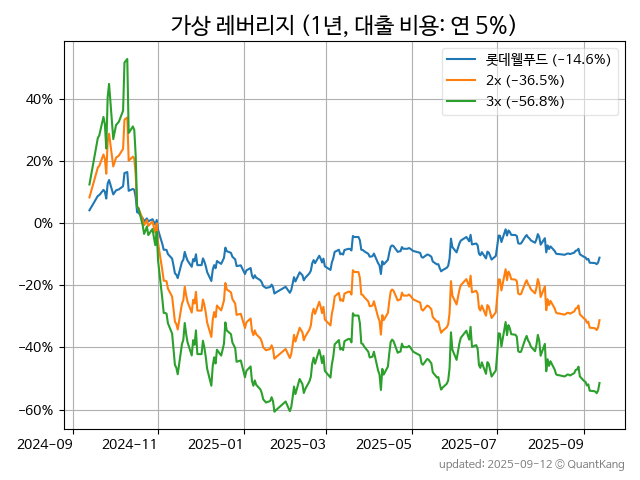 가상 레버리지 (1년, 대출 비용: 연 5%)
롯데웰푸드 (-14.6%)
2x (-36.5%)
3x (-56.8%)
40%
20%
0%
-20%
-40%
-60%
2024-09 2024-11 2025-01 2025-03 2025-05 2025-07 2025-09
updated: 2025-09-12 © QuantKang